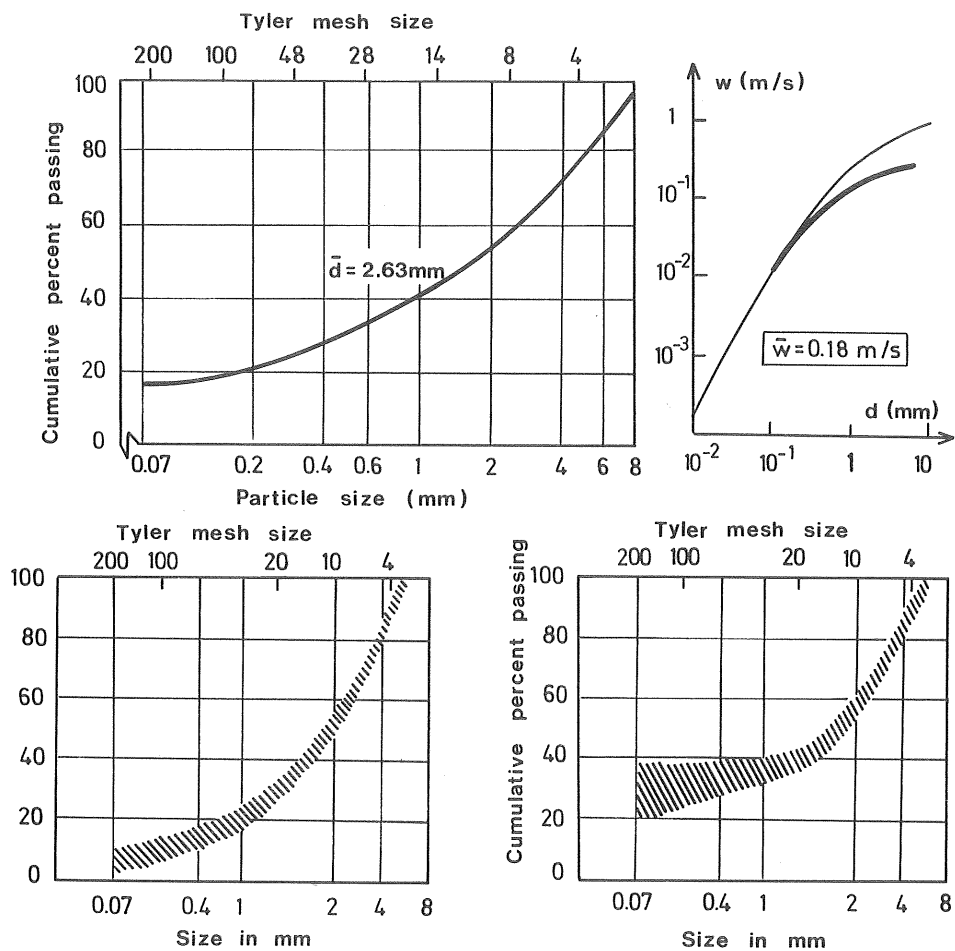 Tyler mesh size
200 100 48 28 14 8 4
Cumulative percent passing
100
80
60
40
20
0
d̄ = 2.63mm
0.07 0.2 0.4 0.6 1 2 4 6 8
Particle size (mm)
w (m/s)
1
10⁻¹
10⁻²
10⁻³
w̄=0.18 m/s
d (mm)
10⁻² 10⁻¹ 1 10
Tyler mesh size
200 100 20 10 4
100
80
60
40
20
0
0.07 0.4 1 2 4 8
Size in mm
Tyler mesh size
200 100 20 10 4
Cumulative percent passing
100
80
60
40
20
0
0.07 0.4 1 2 4 8
Size in mm